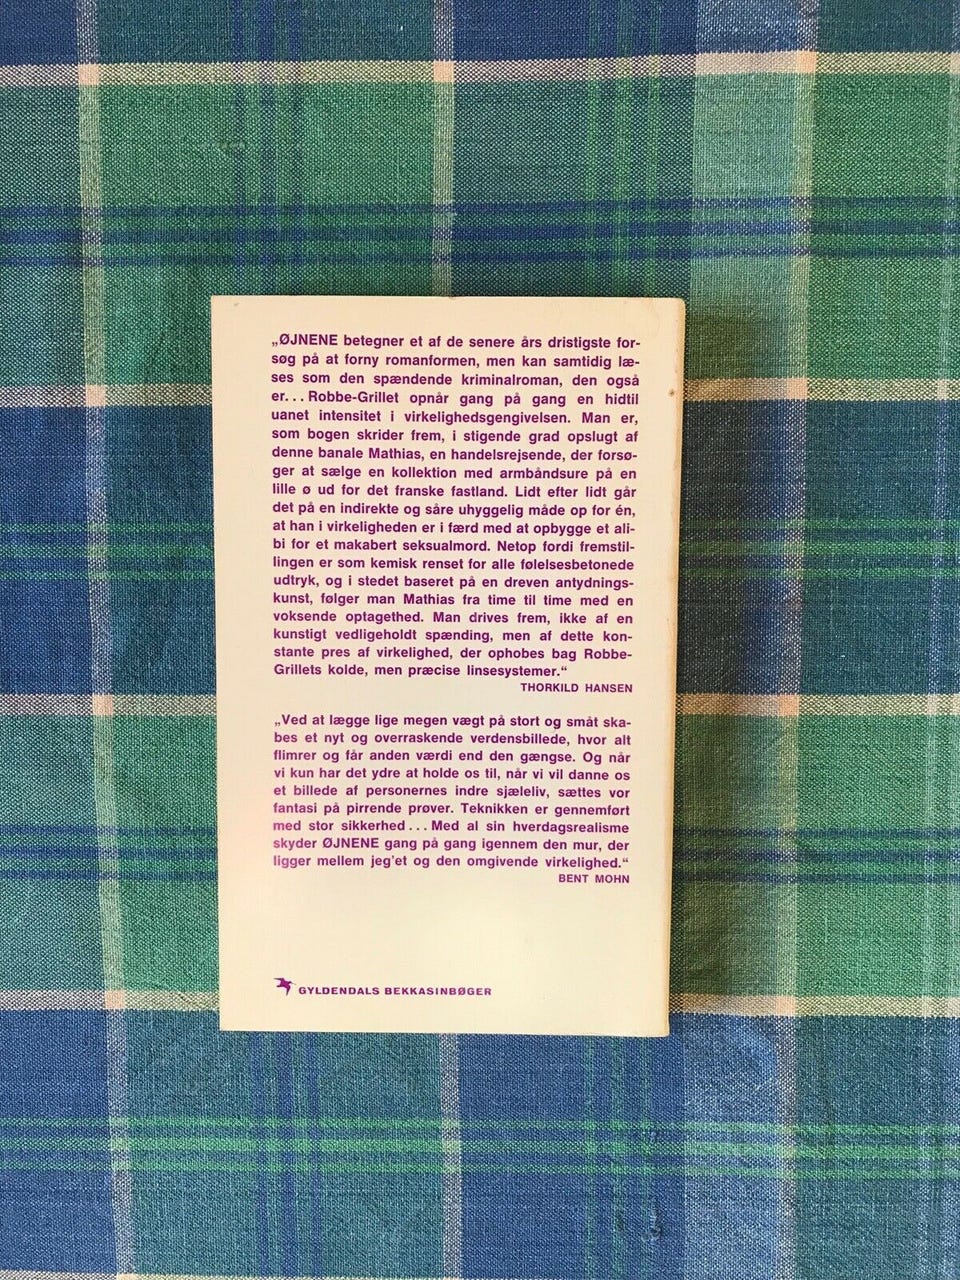 „ØJNENE betegner et af de senere års dristigste for-
søg på at forny romanformen, men kan samtidig læ-
ses som den spændende kriminalroman, den også
er... Robbe-Grillet opnår gang på gang en hidtil
uanet intensitet i virkelighedsgengivelsen. Man er,
som bogen skrider frem, i stigende grad opslugt af
denne banale Mathias, en handelsrejsende, der forsø-
ger at sælge en kollektion med armbåndsure på en
lille ø ud for det franske fastland. Lidt efter lidt går
det på en indirekte og såre uhyggelig måde op for én,
at han i virkeligheden er i færd med at opbygge et ali-
bi for et makabert seksualmord. Netop fordi fremstil-
lingen er som kemisk renset for alle følelsesbetonede
udtryk, og i stedet baseret på en dreven antydnings-
kunst, følger man Mathias fra time til time med en
voksende optagethed. Man drives frem, ikke af en
kunstigt vedligeholdt spænding, men af dette kon-
stante pres af virkelighed, der ophobes bag Robbe-
Grillets kolde, men præcise linsesystemer.“
THORKILD HANSEN
„Ved at lægge lige megen vægt på stort og småt ska-
bes et nyt og overraskende verdensbillede, hvor alt
flimrer og får anden værdi end den gængse. Og når
vi kun har det ydre at holde os til, når vi vil danne os
et billede af personernes indre sjæleliv, sættes vor
fantasi på pirrende prøver. Teknikken er gennemført
med stor sikkerhed... Med al sin hverdagsrealisme
skyder ØJNENE gang på gang igennem den mur, der
ligger mellem jeg'et og den omgivende virkelighed.“
BENT MOHN
GYLDENDALS BEKKASINBØGER